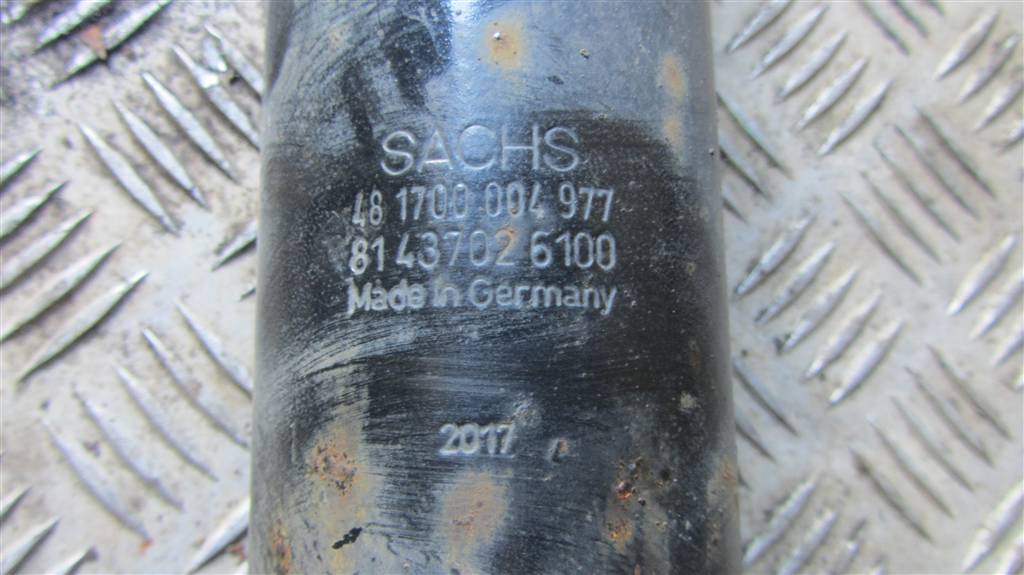 SACHS
48 1700 004 977
81 43702 6100
Made in Germany
2017